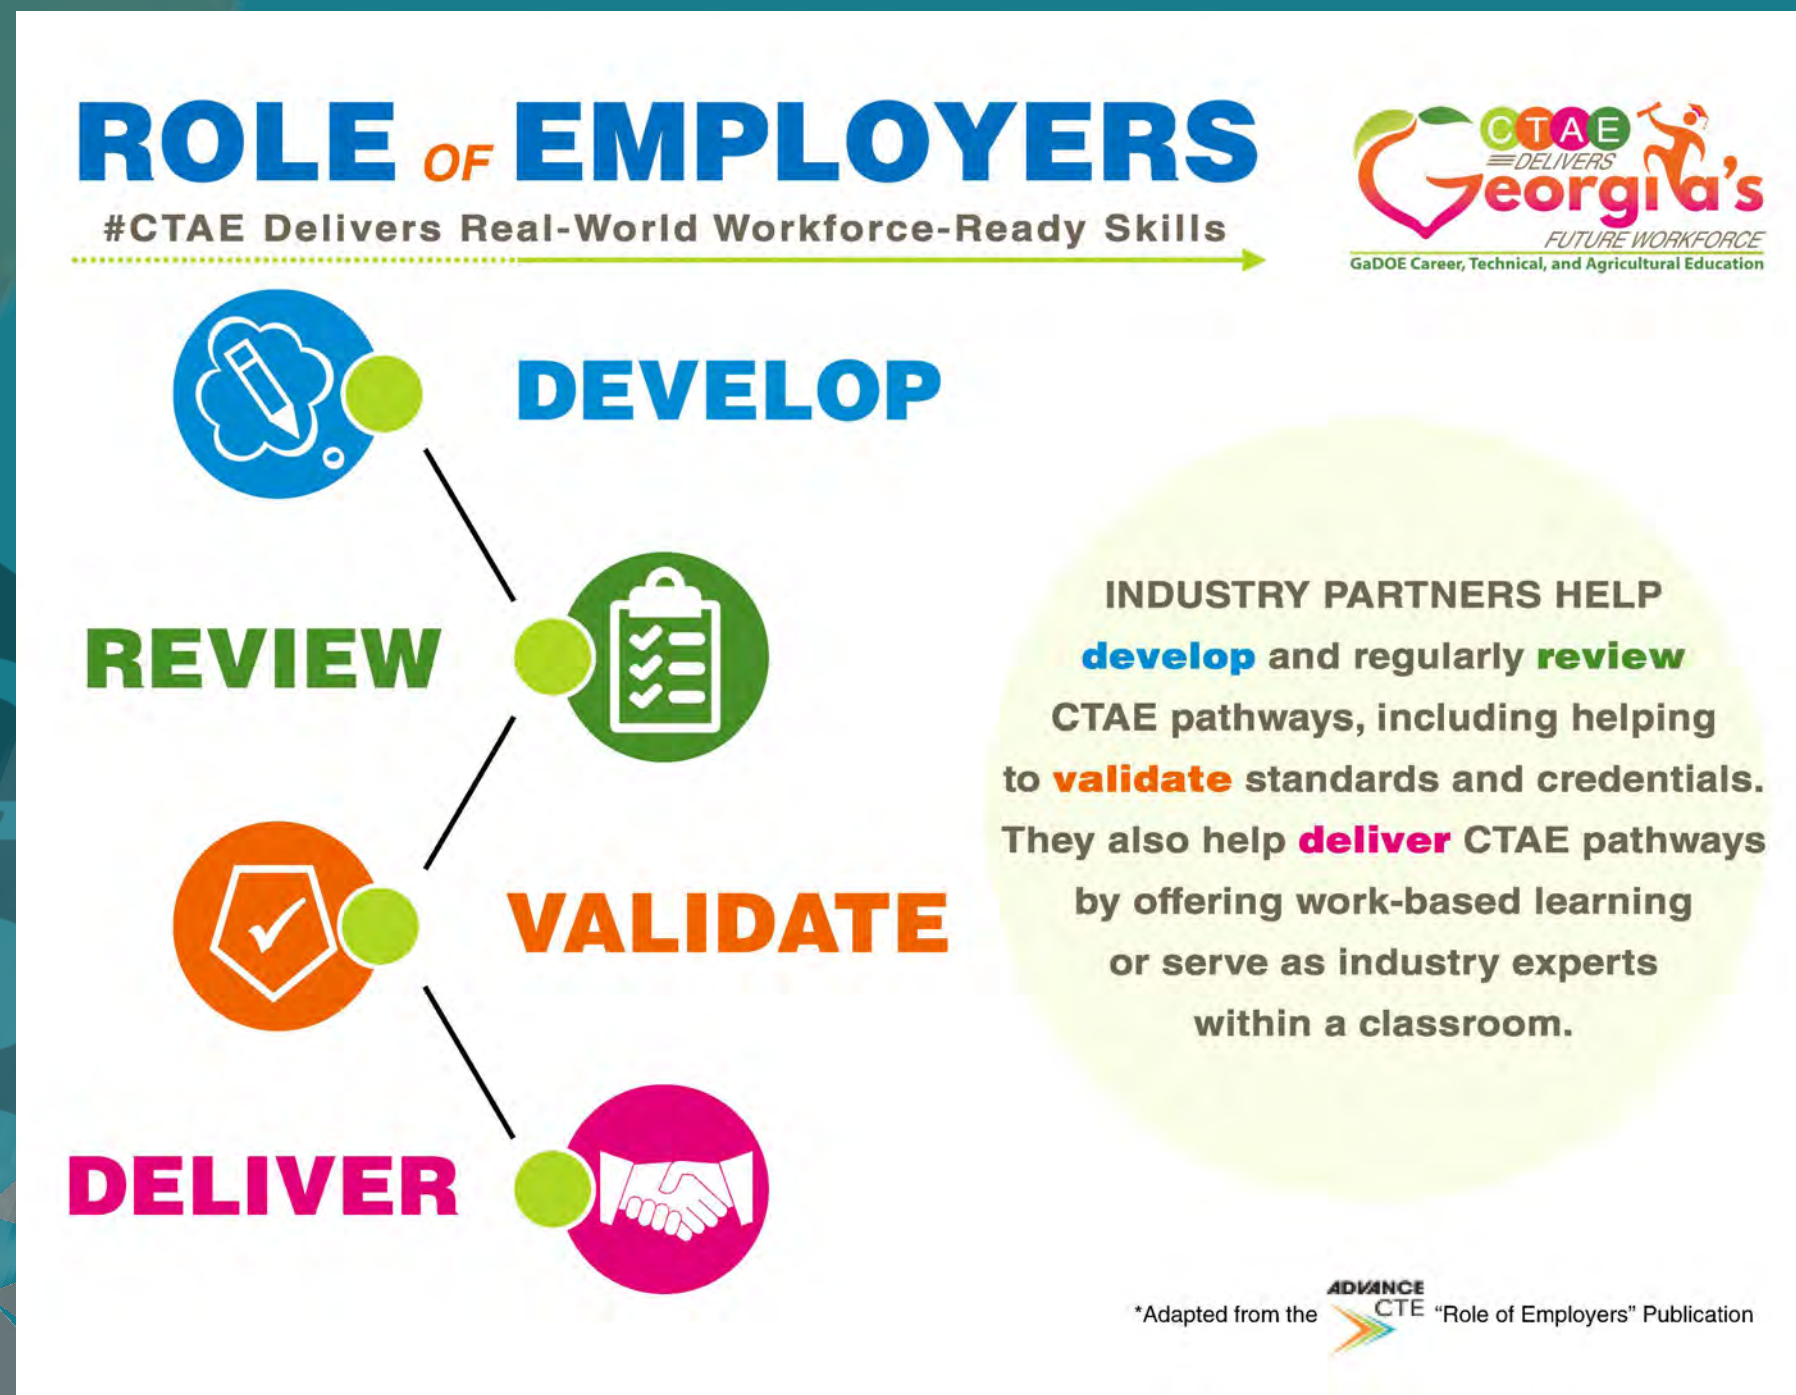 ROLE OF EMPLOYERS
#CTAE Delivers Real-World Workforce-Ready Skills
CTAE
DELIVERS
Georgia's
FUTURE WORKFORCE
GaDOE Career, Technical, and Agricultural Education
DEVELOP
REVIEW
VALIDATE
DELIVER
INDUSTRY PARTNERS HELP
develop and regularly review
CTAE pathways, including helping
to validate standards and credentials.
They also help deliver CTAE pathways
by offering work-based learning
or serve as industry experts
within a classroom.
ADVANCE
CTE
*Adapted from the "Role of Employers" Publication